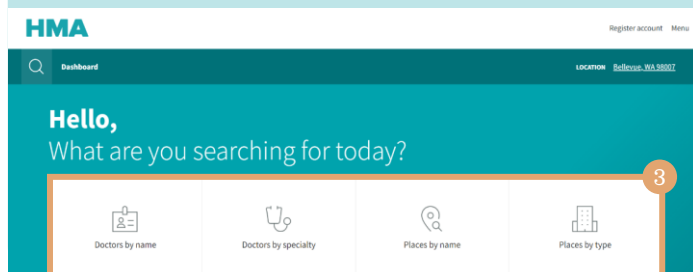 HMA
Register account Menu
Dashboard
LOCATION Bellevue, WA 98007
Hello,
What are you searching for today?
3
Doctors by name
Doctors by specialty
Places by name
Places by type